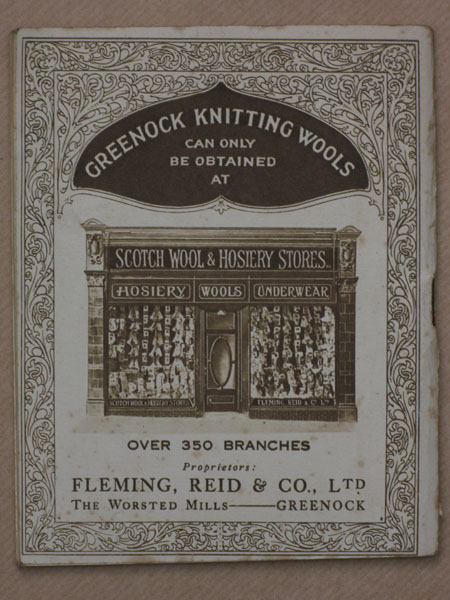 GREENOCK KNITTING WOOLS
CAN ONLY
BE OBTAINED
AT
SCOTCH WOOL & HOSIERY STORES.
HOSIERY WOOLS UNDERWEAR
SCOTCH WOOL & HOSIERY STORES FLEMING, REID & Co. LTD
OVER 350 BRANCHES
Proprietors:
FLEMING, REID & CO., LTD.
THE WORSTED MILLS—GREENOCK